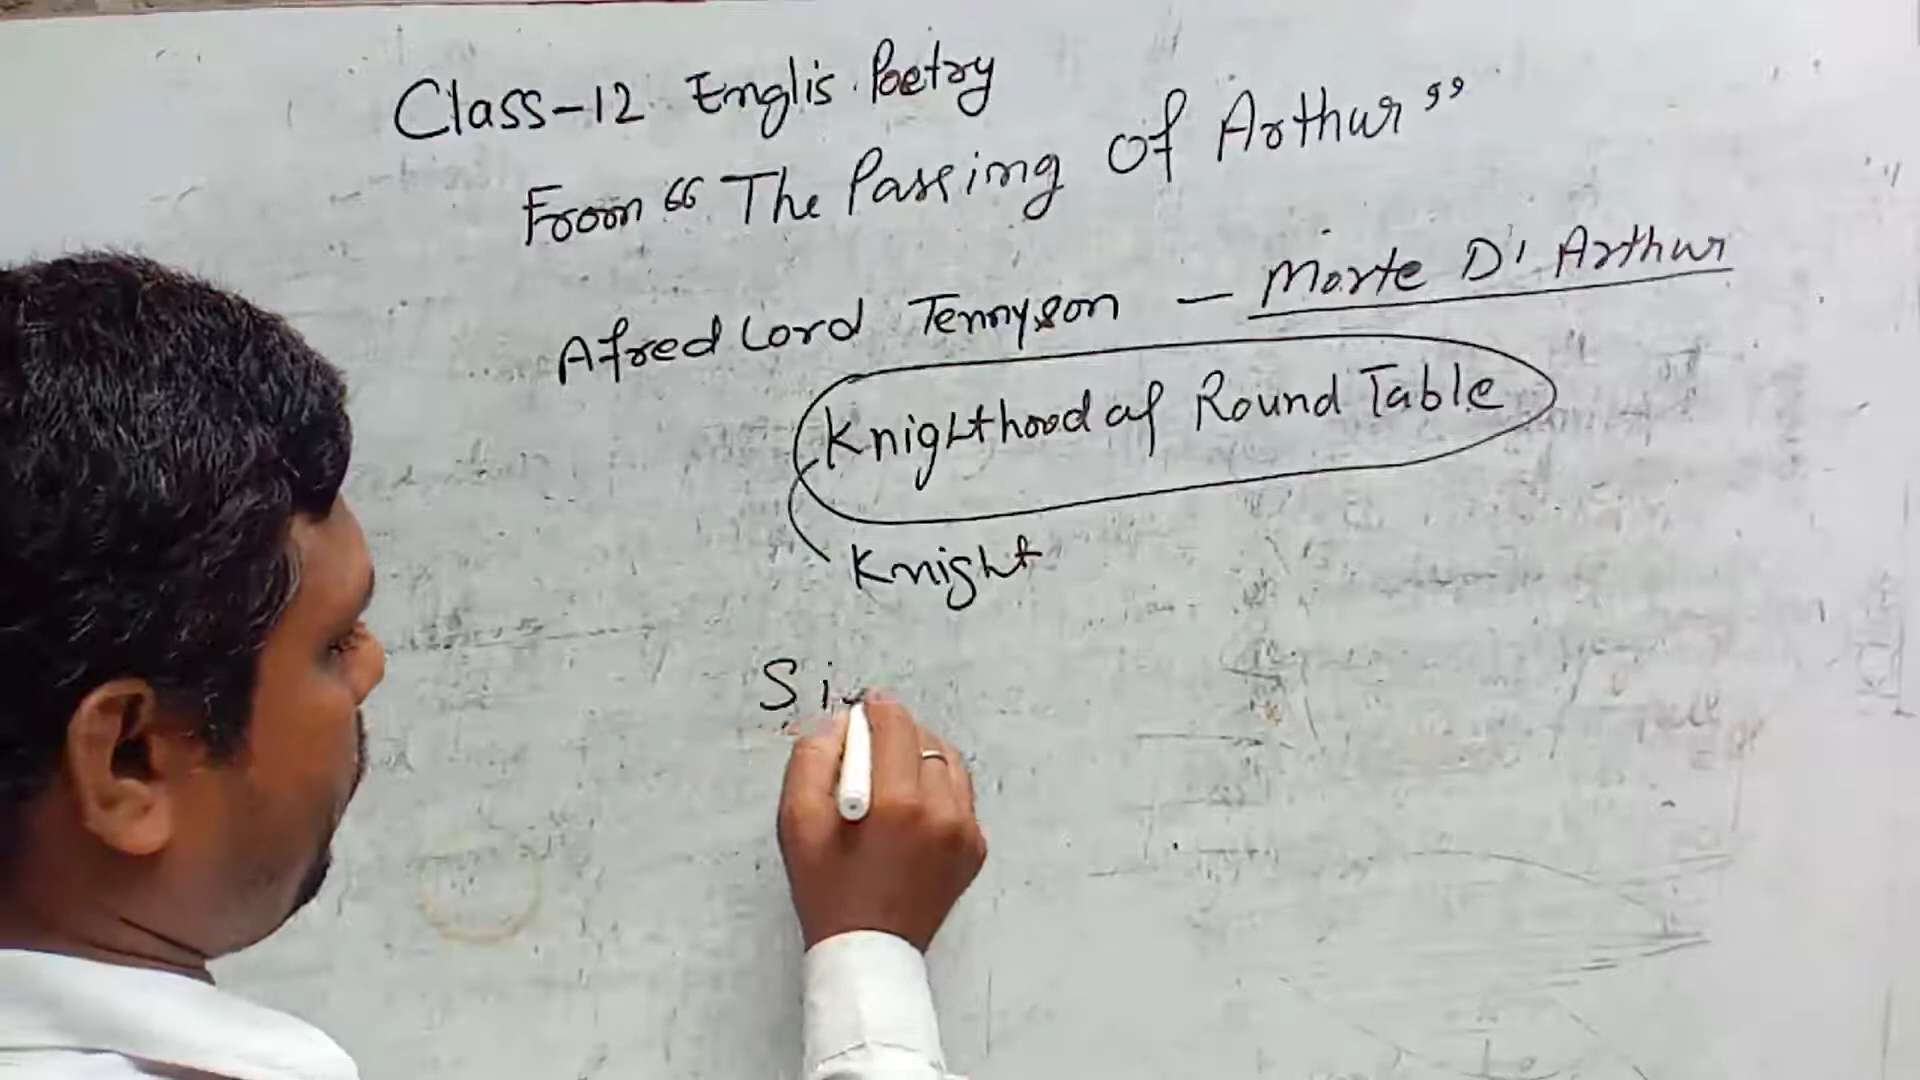 Class-12 Englis Poetry
From “The Passing of Arthur”
Afred Lord Tennyson — Morte D' Arthur
Knighthood of Round Table
Knight
Si